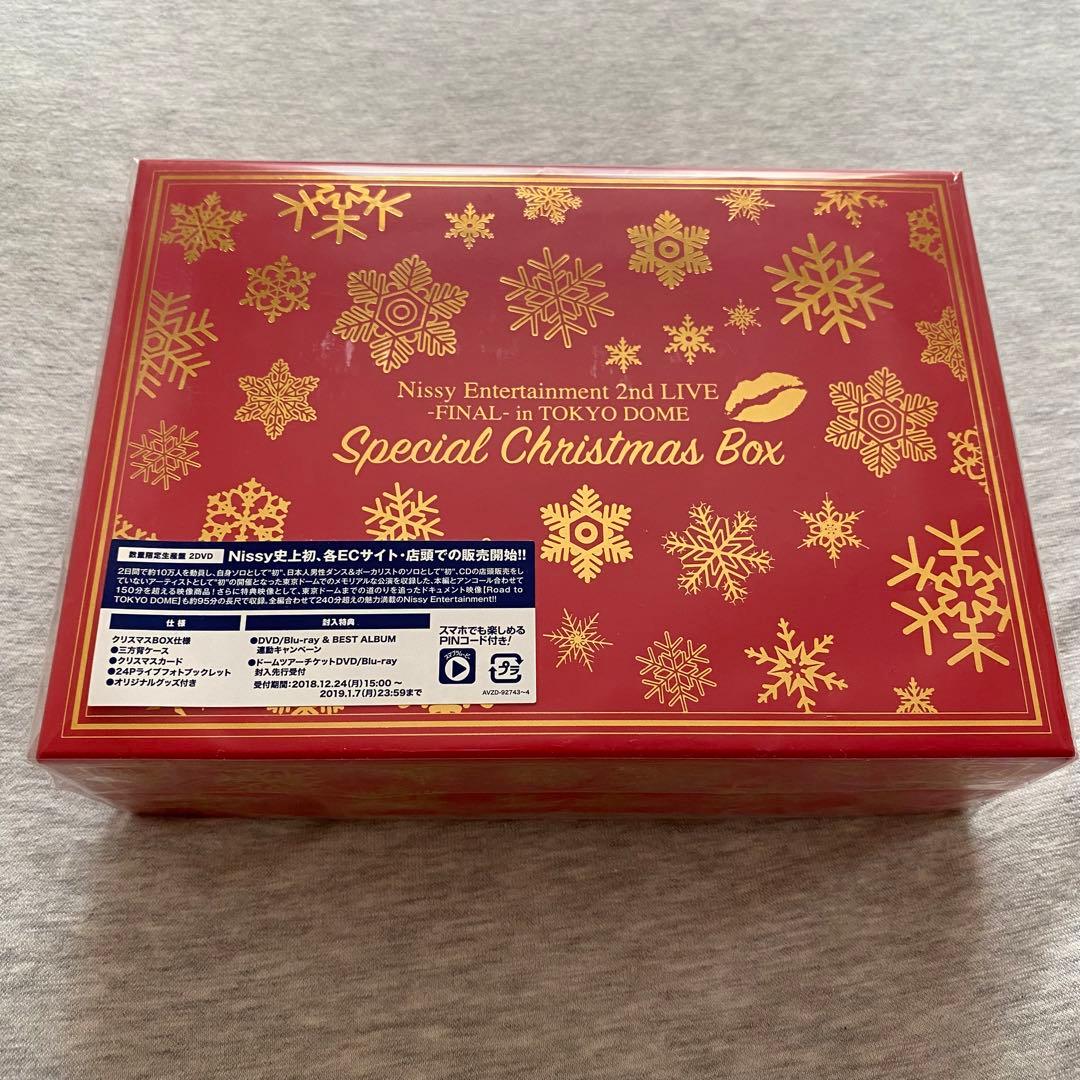 Nissy Entertainment 2nd LIVE
-FINAL- in TOKYO DOME
Special Christmas Box
数量限定生産盤 2DVD
Nissy史上初、各ECサイト・店頭での販売開始!!
2日間で約10万人を動員し、自身ソロとして"初"、日本人男性ダンス&ボーカリストのソロとして"初"、CDの店頭販売をし
ていないアーティストとして"初"の開催となった東京ドームでのメモリアルな公演を収録した、本編とアンコール合わせて
150分を超える映像商品!さらに特典映像として、東京ドームまでの道のりを追ったドキュメント映像【Road to
TOKYO DOME】も約95分の長尺で収録。全編合わせて240分超えの魅力満載のNissy Entertainment!!
仕様
クリスマスBOX仕様
●三方背ケース
●クリスマスカード
●24Pライブフォトブックレット
●オリジナルグッズ付き
封入特典
●DVD/Blu-ray & BEST ALBUM
連動キャンペーン
●ドームツアーチケットDVD/Blu-ray
封入先行受付
受付期間:2018.12.24(月)15:00～
2019.1.7(月)23:59まで
スマホでも楽しめる
PINコード付き!
スマプラムービー
プラ
AVZD-92743~4